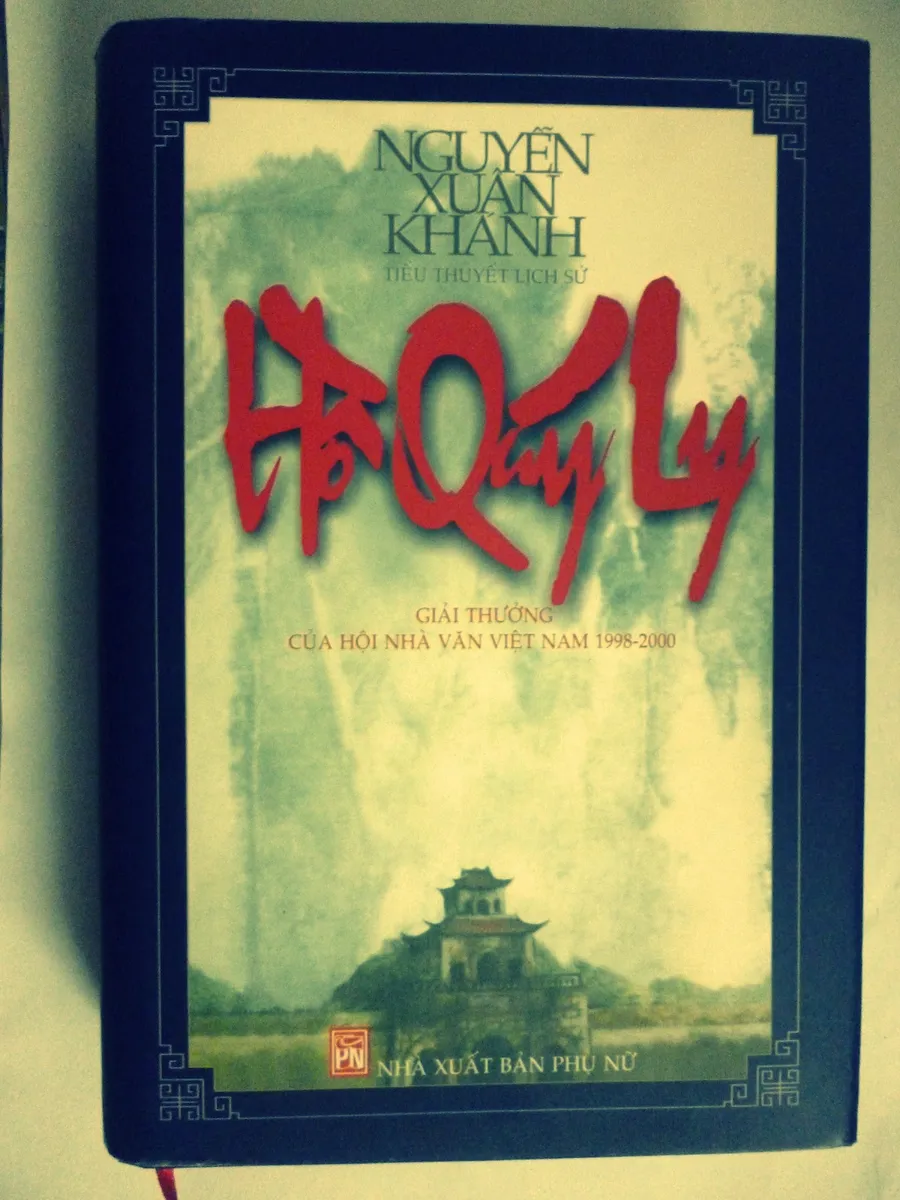 NGUYỄN
XUÂN
KHÁNH
TIỂU THUYẾT LỊCH SỬ
Hồ Quý Ly
GIẢI THƯỞNG
CỦA HỘI NHÀ VĂN VIỆT NAM 1998-2000
PN
NHÀ XUẤT BẢN PHỤ NỮ